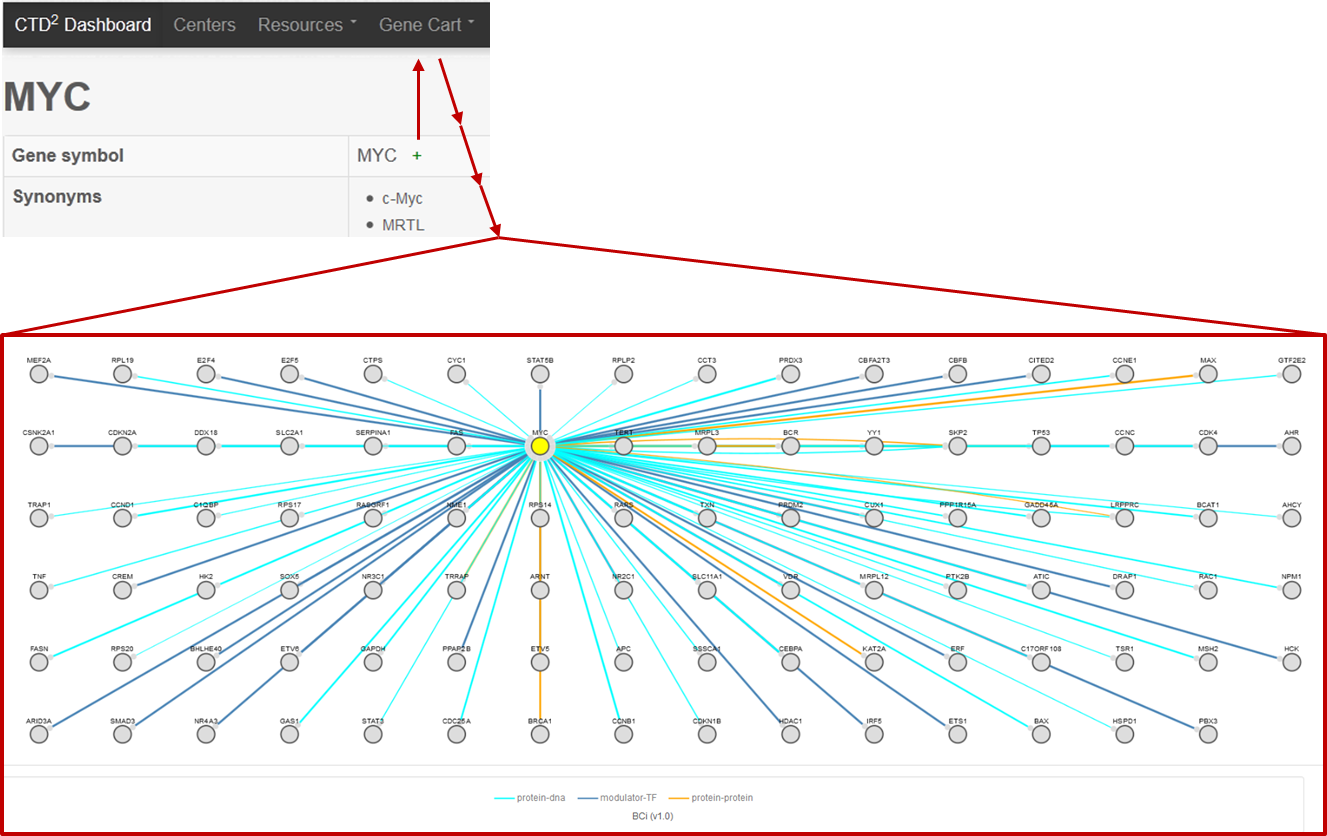 CTD2 Dashboard Centers Resources Gene Cart
MYC
Gene symbol MYC +
Synonyms • c-Myc
• MRTL
MEF2A RPL19 E2F4 E2F5 CTPS CYC1 STAT5B RPLP2 CCT3 PRDX3 CBFA2T3 CBFB CITED2 CCNE1 MAX GTF2E2
CSNK2A1 CDKN2A DDX18 SLC2A1 SERPINA1 FAS MYC TERT MRPL3 BCR YY1 SKP2 TP53 CCNC CDK4 AHR
TRAP1 CCND1 C1QBP RPS17 RASGRF1 NME1 RPS14 RARS TXN PRDM2 CUX1 PPP1R15A GADD45A LRPPRC BCAT1 AHCY
TNF CREM HK2 SOX5 NR3C1 TRRAP ARNT NR2C1 SLC11A1 VDR MRPL12 PTK2B ATIC DRAP1 RAC1 NPM1
FASN RPS20 BHLHE40 ETV6 GAPDH PPAP2B ETV5 APC SSSCA1 CEBPA KAT2A ERF C17ORF108 TSR1 MSH2 HCK
ARID3A SMAD3 NR4A3 GAS1 STAT3 CDC25A BRCA1 CCNB1 CDKN1B HDAC1 IRF5 ETS1 BAX HSPD1 PBX3
protein-dna modulator-TF protein-protein
BCi (v1.0)